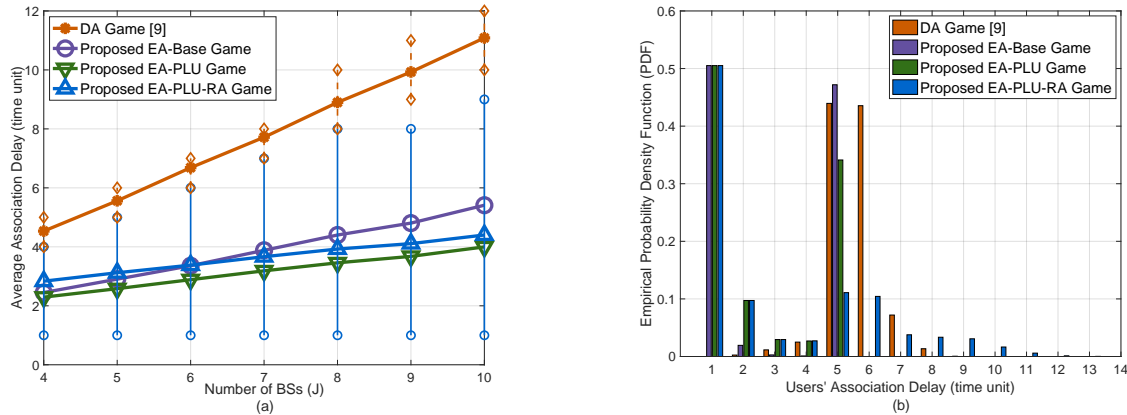 DA Game [9]
Proposed EA-Base Game
Proposed EA-PLU Game
Proposed EA-PLU-RA Game
Average Association Delay (time unit)
12
10
8
6
4
2
0
4 5 6 7 8 9 10
Number of BSs (J)
(a)
DA Game [9]
Proposed EA-Base Game
Proposed EA-PLU Game
Proposed EA-PLU-RA Game
Empirical Probability Density Function (PDF)
0.6
0.5
0.4
0.3
0.2
0.1
0
1 2 3 4 5 6 7 8 9 10 11 12 13 14
Users' Association Delay (time unit)
(b)